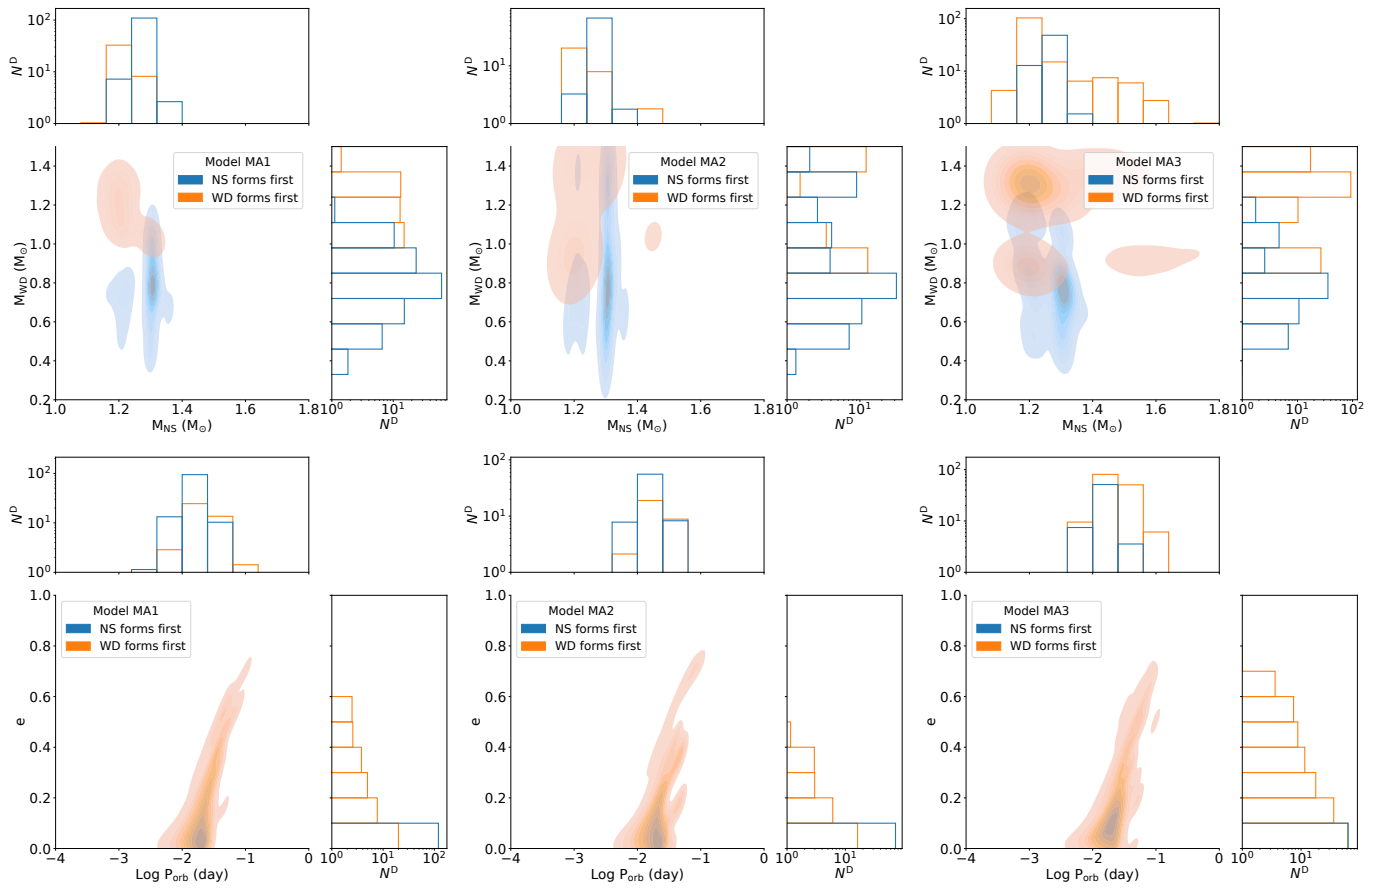 10²
10¹
10⁰
N^D
10²
10¹
10⁰
N^D
10²
10¹
10⁰
N^D
1.4
1.2
1.0
0.8
0.6
0.4
0.2
M_WD (M_⊙)
Model MA1
NS forms first
WD forms first
1.0 1.2 1.4 1.6 1.8
M_NS (M_⊙)
10⁰ 10¹
N^D
1.4
1.2
1.0
0.8
0.6
0.4
0.2
M_WD (M_⊙)
Model MA2
NS forms first
WD forms first
1.0 1.2 1.4 1.6 1.8
M_NS (M_⊙)
10⁰ 10¹
N^D
1.4
1.2
1.0
0.8
0.6
0.4
0.2
M_WD (M_⊙)
Model MA3
NS forms first
WD forms first
1.0 1.2 1.4 1.6 1.8
M_NS (M_⊙)
10⁰ 10¹ 10²
N^D
10²
10¹
10⁰
N^D
10²
10¹
10⁰
N^D
10²
10¹
10⁰
N^D
1.0
0.8
0.6
0.4
0.2
0.0
e
Model MA1
NS forms first
WD forms first
−4 −3 −2 −1 0
Log P_orb (day)
10⁰ 10¹ 10²
N^D
1.0
0.8
0.6
0.4
0.2
0.0
e
Model MA2
NS forms first
WD forms first
−4 −3 −2 −1 0
Log P_orb (day)
10⁰ 10¹
N^D
1.0
0.8
0.6
0.4
0.2
0.0
e
Model MA3
NS forms first
WD forms first
−4 −3 −2 −1 0
Log P_orb (day)
10⁰ 10¹
N^D